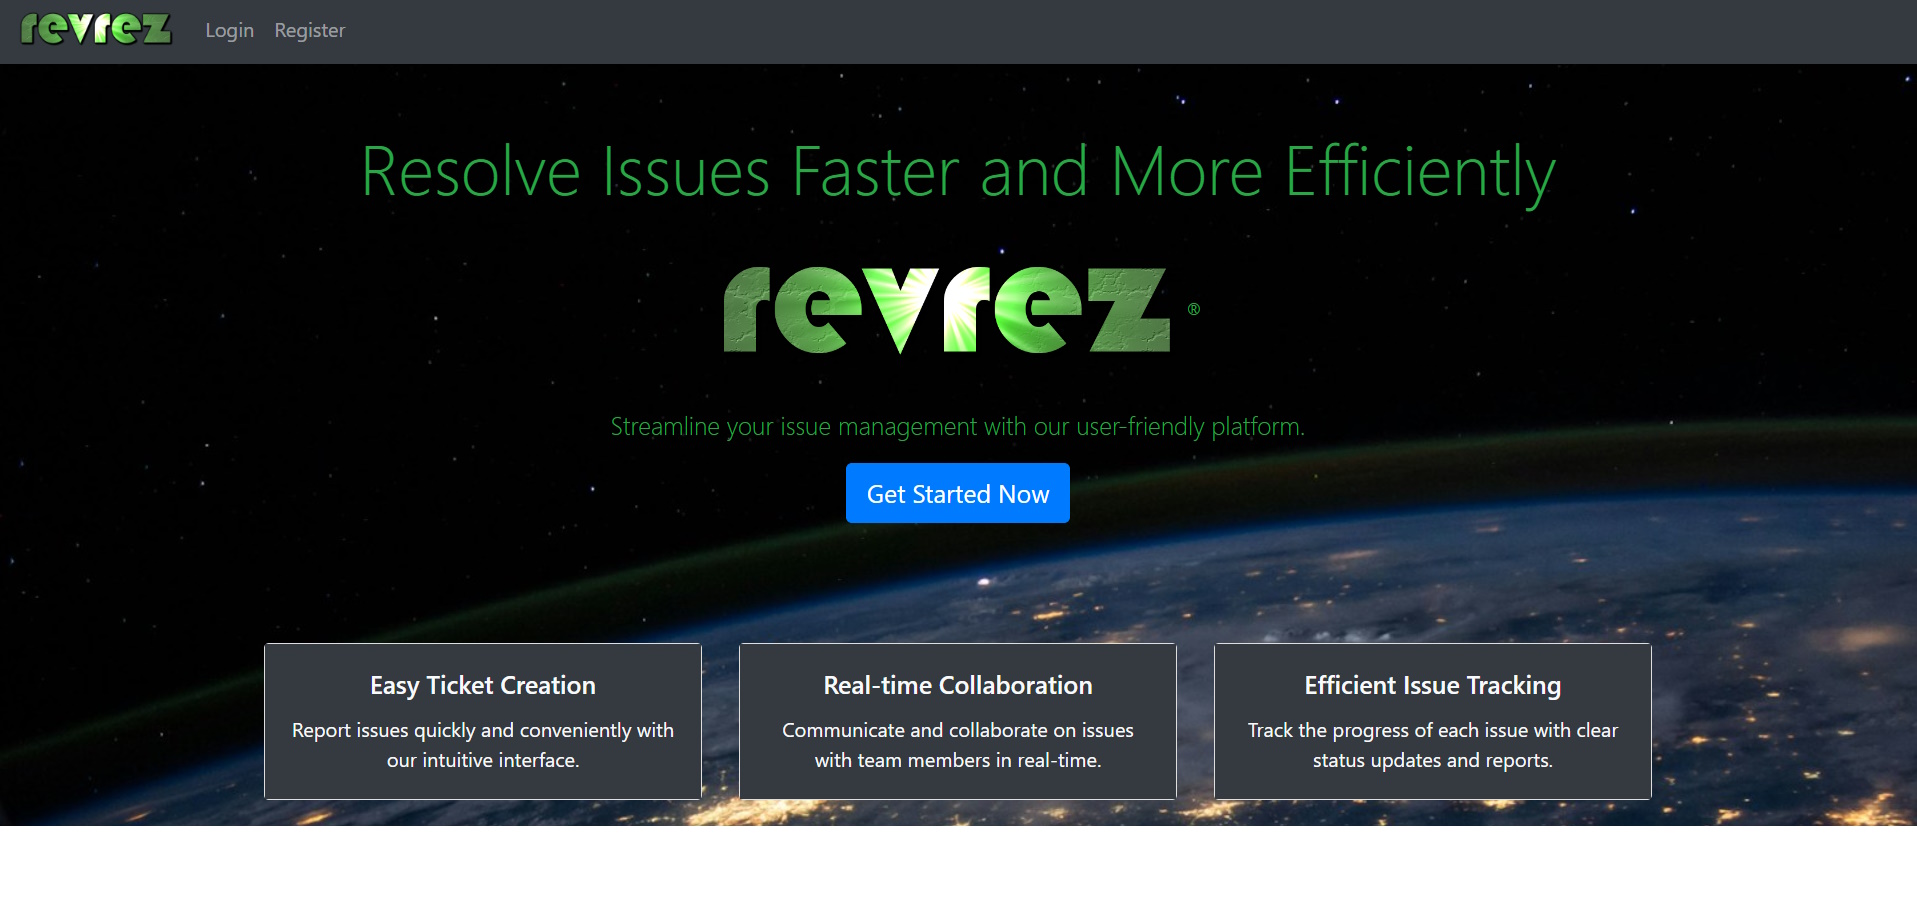 revrez Login Register
Resolve Issues Faster and More Efficiently
revrez ®
Streamline your issue management with our user-friendly platform.
Get Started Now
Easy Ticket Creation
Report issues quickly and conveniently with
our intuitive interface.
Real-time Collaboration
Communicate and collaborate on issues
with team members in real-time.
Efficient Issue Tracking
Track the progress of each issue with clear
status updates and reports.